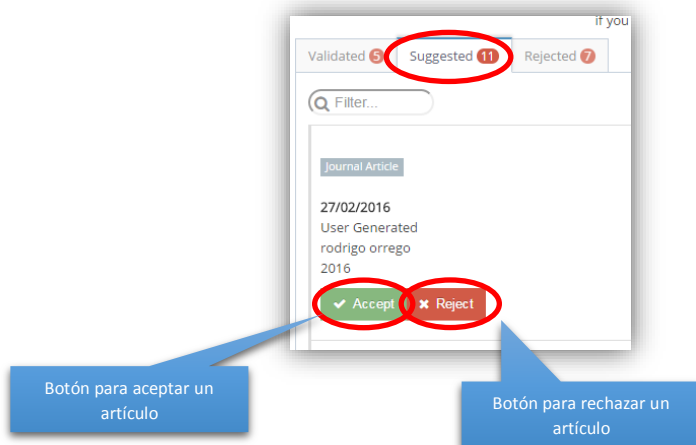 if you
Validated 5 Suggested 11 Rejected 7
Filter...
Journal Article
27/02/2016
User Generated
rodrigo orrego
2016
Accept Reject
Botón para aceptar un
artículo
Botón para rechazar un
artículo